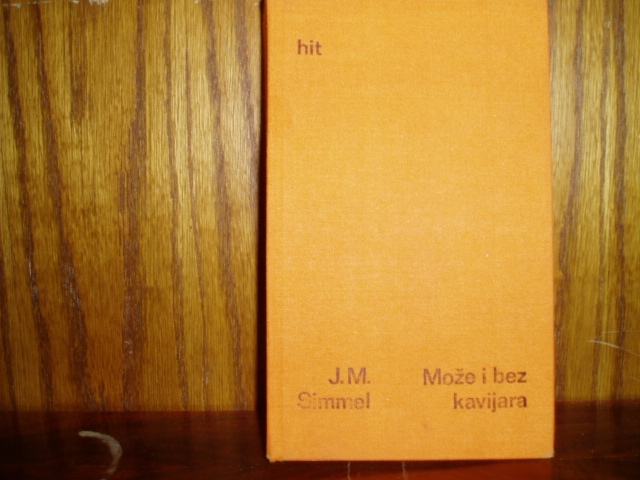 hit
J.M.
Simmel
Može i bez
kavijara